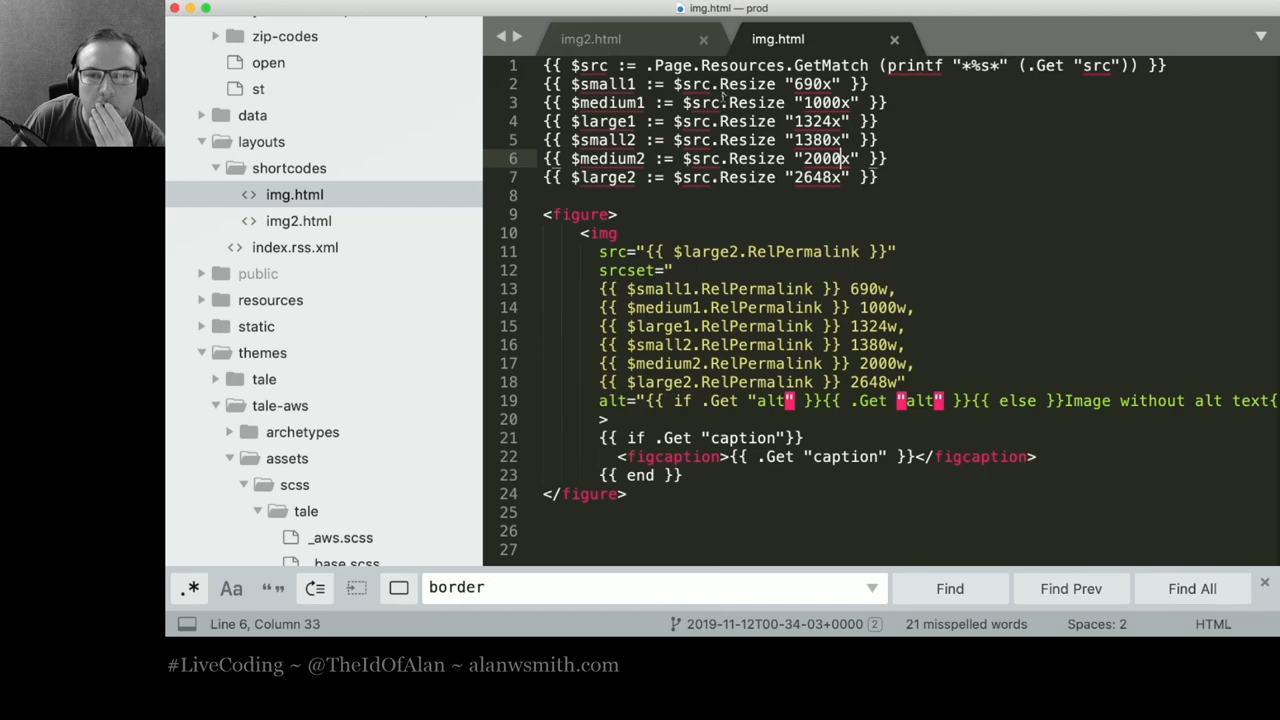 img.html — prod
zip-codes
open
st
data
layouts
shortcodes
img.html
img2.html
index.rss.xml
public
resources
static
themes
tale
tale-aws
archetypes
assets
scss
tale
_aws.scss
_base.scss
img2.html
img.html
1 {{ $src := .Page.Resources.GetMatch (printf "*%s*" (.Get "src")) }}
2 {{ $small1 := $src.Resize "690x" }}
3 {{ $medium1 := $src.Resize "1000x" }}
4 {{ $large1 := $src.Resize "1324x" }}
5 {{ $small2 := $src.Resize "1380x" }}
6 {{ $medium2 := $src.Resize "2000x" }}
7 {{ $large2 := $src.Resize "2648x" }}
8
9 <figure>
10 <img
11 src="{{ $large2.RelPermalink }}"
12 srcset="
13 {{ $small1.RelPermalink }} 690w,
14 {{ $medium1.RelPermalink }} 1000w,
15 {{ $large1.RelPermalink }} 1324w,
16 {{ $small2.RelPermalink }} 1380w,
17 {{ $medium2.RelPermalink }} 2000w,
18 {{ $large2.RelPermalink }} 2648w"
19 alt="{{ if .Get "alt" }}{{ .Get "alt" }}{{ else }}Image without alt text{
20 >
21 {{ if .Get "caption"}}
22 <figcaption>{{ .Get "caption" }}</figcaption>
23 {{ end }}
24 </figure>
25
26
27
.* Aa “” border Find Find Prev Find All
Line 6, Column 33 2019-11-12T00-34-03+0000 2 21 misspelled words Spaces: 2 HTML
#LiveCoding ~ @TheIdOfAlan ~ alanwsmith.com